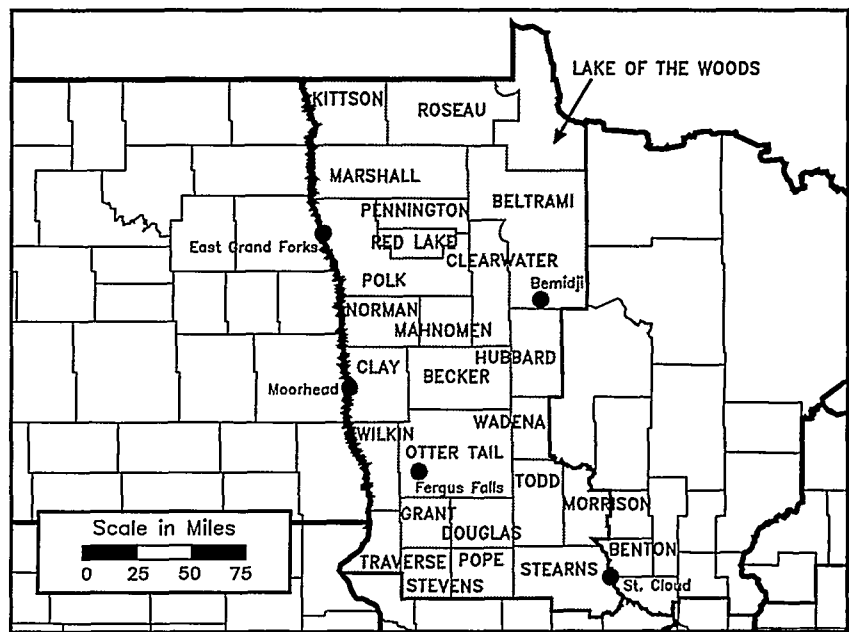 LAKE OF THE WOODS
KITTSON
ROSEAU
MARSHALL
BELTRAMI
PENNINGTON
East Grand Forks
RED LAKE
CLEARWATER
POLK
Bemidji
NORMAN
MAHNOMEN
HUBBARD
CLAY
BECKER
Moorhead
WADENA
WILKIN
OTTER TAIL
TODD
Fergus Falls
MORRISON
GRANT
DOUGLAS
Scale in Miles
0 25 50 75
BENTON
TRAVERSE
POPE
STEARNS
STEVENS
St. Cloud